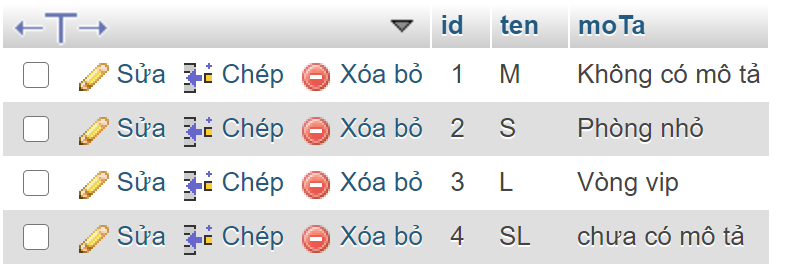 id ten moTa
Sửa Chép Xóa bỏ 1 M Không có mô tả
Sửa Chép Xóa bỏ 2 S Phòng nhỏ
Sửa Chép Xóa bỏ 3 L Vòng vip
Sửa Chép Xóa bỏ 4 SL chưa có mô tả